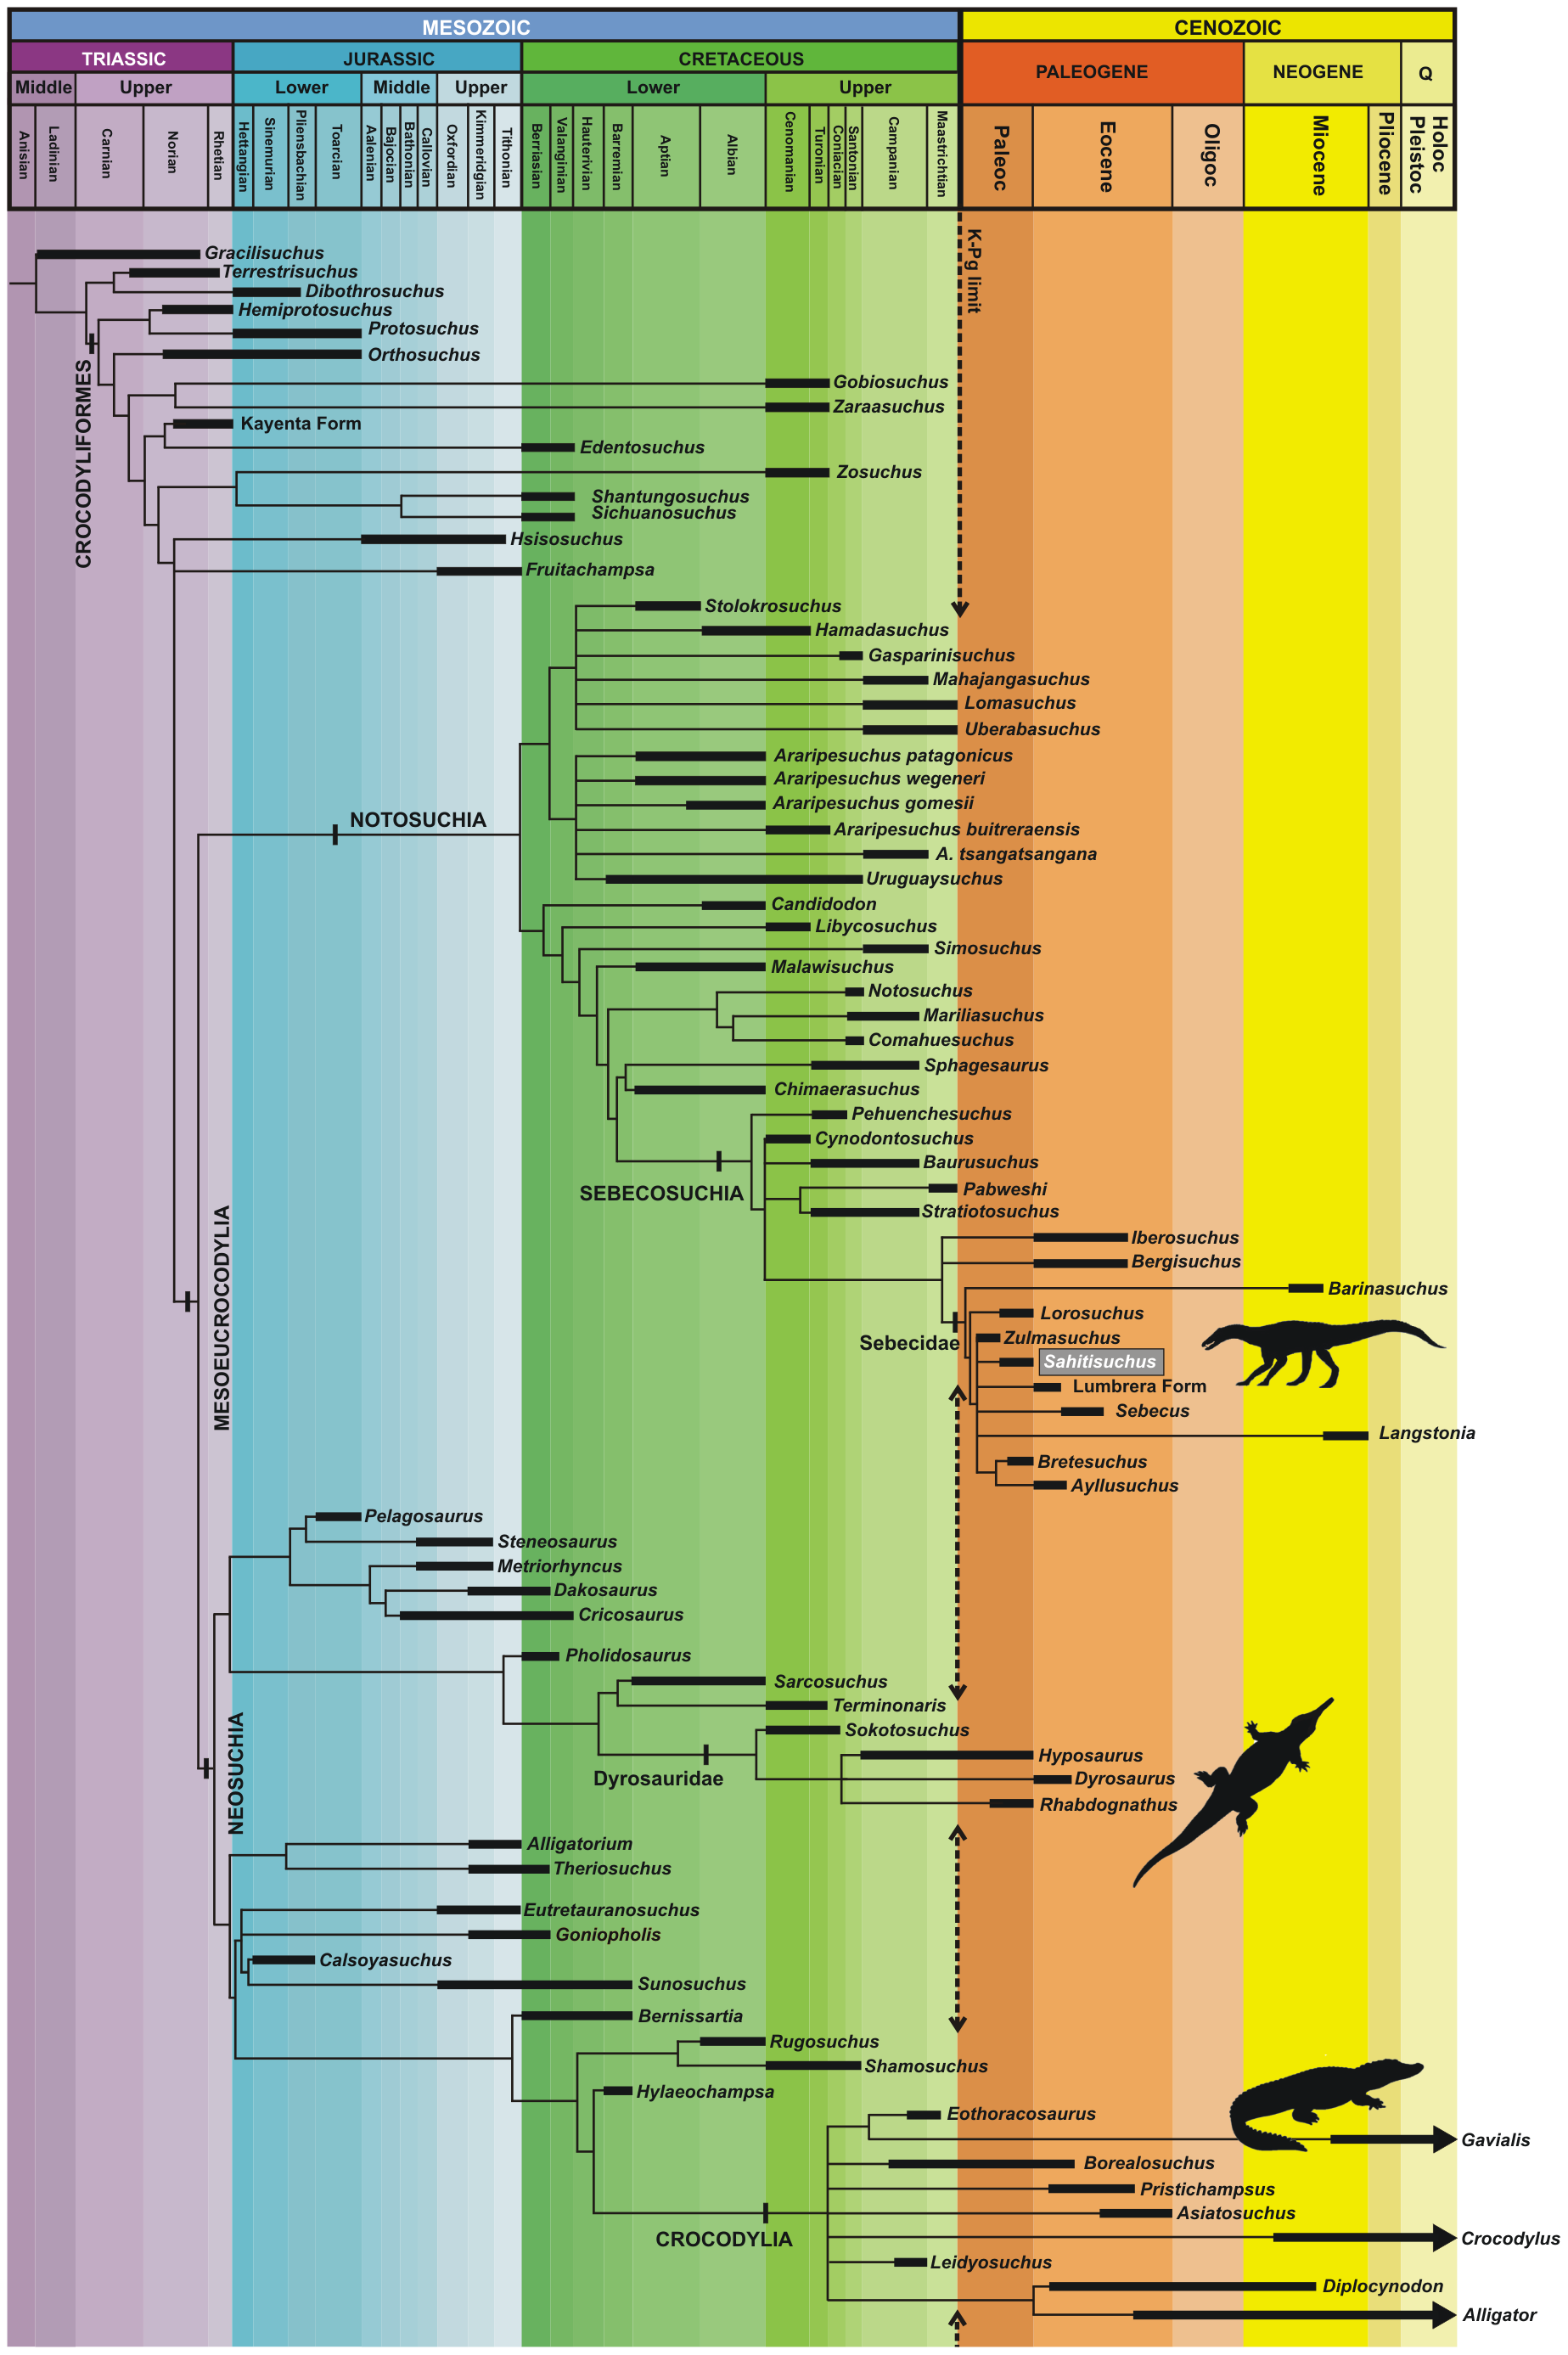 MESOZOIC
CENOZOIC
TRIASSIC
JURASSIC
CRETACEOUS
PALEOGENE
NEOGENE
Q
Middle
Upper
Lower
Middle
Upper
Lower
Upper
Anisian
Ladinian
Carnian
Norian
Rhetian
Hettangian
Sinemurian
Pliensbachian
Toarcian
Aalenian
Bajocian
Bathonian
Callovian
Oxfordian
Kimmeridgian
Tithonian
Berriasian
Valanginian
Hauterivian
Barremian
Aptian
Albian
Cenomanian
Turonian
Coniacian
Santonian
Campanian
Maastrichtian
Paleoc
Eocene
Oligoc
Miocene
Pliocene
Holoc
Pleistoc
K-Pg limit
Gracilisuchus
Terrestrisuchus
Dibothrosuchus
Hemiprotosuchus
Protosuchus
Orthosuchus
CROCODYLIFORMES
Gobiosuchus
Zaraasuchus
Kayenta Form
Edentosuchus
Zosuchus
Shantungosuchus
Sichuanosuchus
Hsisosuchus
Fruitachampsa
Stolokrosuchus
Hamadasuchus
Gasparinisuchus
Mahajangasuchus
Lomasuchus
Uberabasuchus
Araripesuchus patagonicus
Araripesuchus wegeneri
Araripesuchus gomesii
NOTOSUCHIA
Araripesuchus buitreraensis
A. tsangatsangana
Uruguaysuchus
Candidodon
Libycosuchus
Simosuchus
Malawisuchus
Notosuchus
Mariliasuchus
Comahuesuchus
Sphagesaurus
Chimaerasuchus
Pehuenchesuchus
Cynodontosuchus
Baurusuchus
SEBECOSUCHIA
Pabweshi
Stratiotosuchus
MESOEUCROCODYLIA
Iberosuchus
Bergisuchus
Barinasuchus
Lorosuchus
Sebecidae
Zulmasuchus
Sahitisuchus
Lumbrera Form
Sebecus
Langstonia
Bretesuchus
Ayllusuchus
Pelagosaurus
Steneosaurus
Metriorhyncus
Dakosaurus
Cricosaurus
Pholidosaurus
Sarcosuchus
Terminonaris
Sokotosuchus
Hyposaurus
Dyrosauridae
Dyrosaurus
Rhabdognathus
NEOSUCHIA
Alligatorium
Theriosuchus
Eutretauranosuchus
Goniopholis
Calsoyasuchus
Sunosuchus
Bernissartia
Rugosuchus
Shamosuchus
Hylaeochampsa
Eothoracosaurus
Gavialis
Borealosuchus
Pristichampsus
Asiatosuchus
CROCODYLIA
Crocodylus
Leidyosuchus
Diplocynodon
Alligator